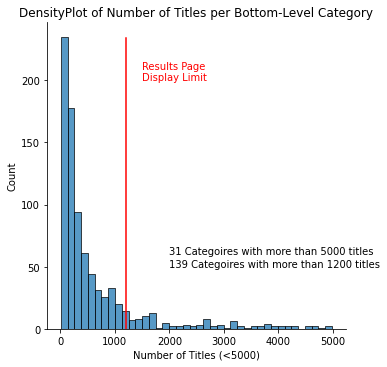 DensityPlot of Number of Titles per Bottom-Level Category
Results Page
Display Limit
31 Categoires with more than 5000 titles
139 Categoires with more than 1200 titles
Count
200
150
100
50
0
0 1000 2000 3000 4000 5000
Number of Titles (<5000)